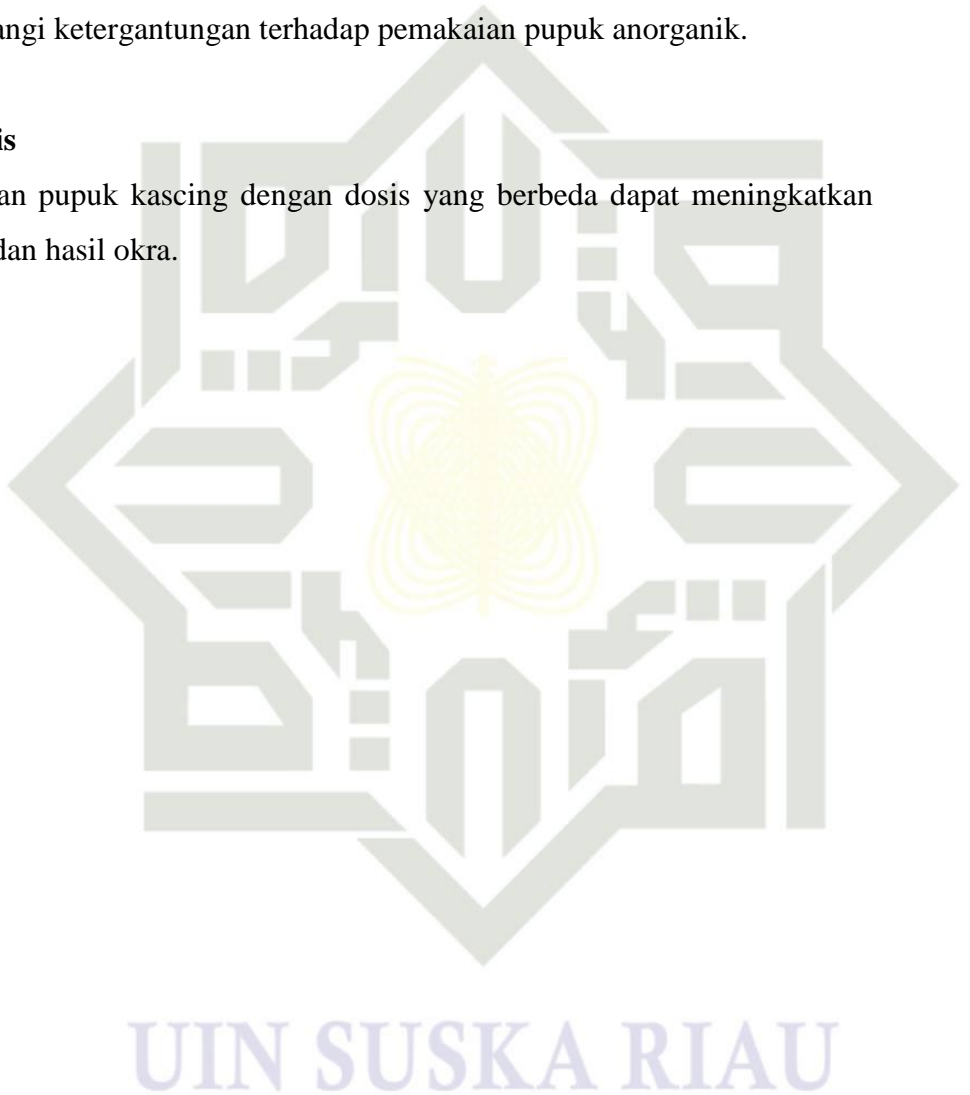 angi ketergantungan terhadap pemakaian pupuk anorganik.
is
an pupuk kascing dengan dosis yang berbeda dapat meningkatkan
dan hasil okra.
UIN SUSKA RIAU